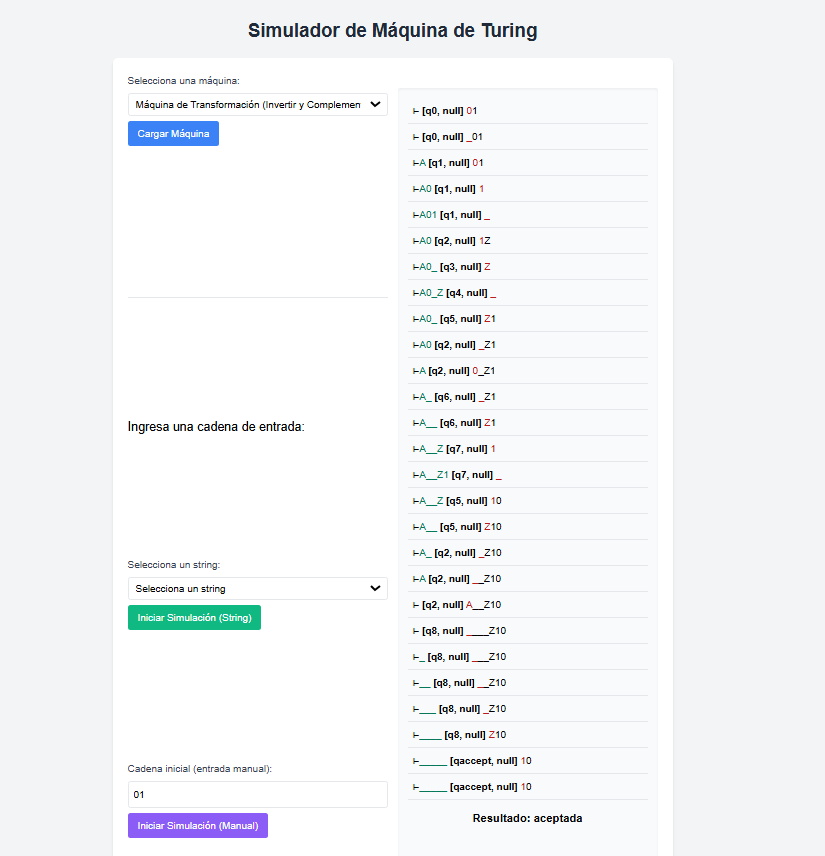 Simulador de Máquina de Turing
Selecciona una máquina:
Máquina de Transformación (Invertir y Complemen
Cargar Máquina
Ingresa una cadena de entrada:
Selecciona un string:
Selecciona un string
Iniciar Simulación (String)
Cadena inicial (entrada manual):
01
Iniciar Simulación (Manual)
⊢ [q0, null] 01
⊢ [q0, null] _01
⊢A [q1, null] 01
⊢A0 [q1, null] 1
⊢A01 [q1, null] _
⊢A0 [q2, null] 1Z
⊢A0_ [q3, null] Z
⊢A0_Z [q4, null] _
⊢A0_ [q5, null] Z1
⊢A0 [q2, null] _Z1
⊢A [q2, null] 0_Z1
⊢A_ [q6, null] _Z1
⊢A__ [q6, null] Z1
⊢A__Z [q7, null] 1
⊢A__Z1 [q7, null] _
⊢A__Z [q5, null] 10
⊢A__ [q5, null] Z10
⊢A_ [q2, null] _Z10
⊢A [q2, null] __Z10
⊢ [q2, null] A__Z10
⊢ [q8, null] ____Z10
⊢_ [q8, null] ___Z10
⊢__ [q8, null] __Z10
⊢___ [q8, null] _Z10
⊢____ [q8, null] Z10
⊢_____ [qaccept, null] 10
⊢_____ [qaccept, null] 10
Resultado: aceptada